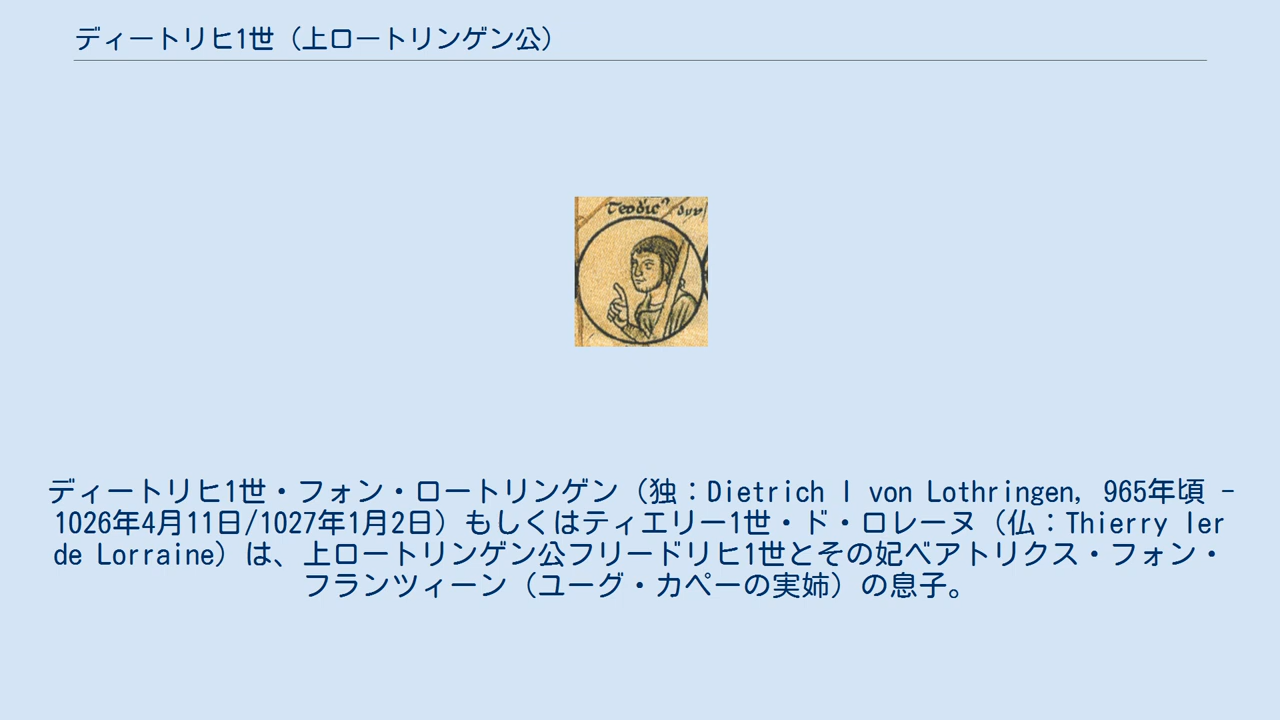 ディートリヒ1世（上ロートリンゲン公）
ディートリヒ1世・フォン・ロートリンゲン（独：Dietrich I von Lothringen, 965年頃 -
1026年4月11日/1027年1月2日）もしくはティエリー1世・ド・ロレーヌ（仏：Thierry Ier
de Lorraine）は、上ロートリンゲン公フリードリヒ1世とその妃ベアトリクス・フォン・
フランツィーン（ユーグ・カペーの実姉）の息子。